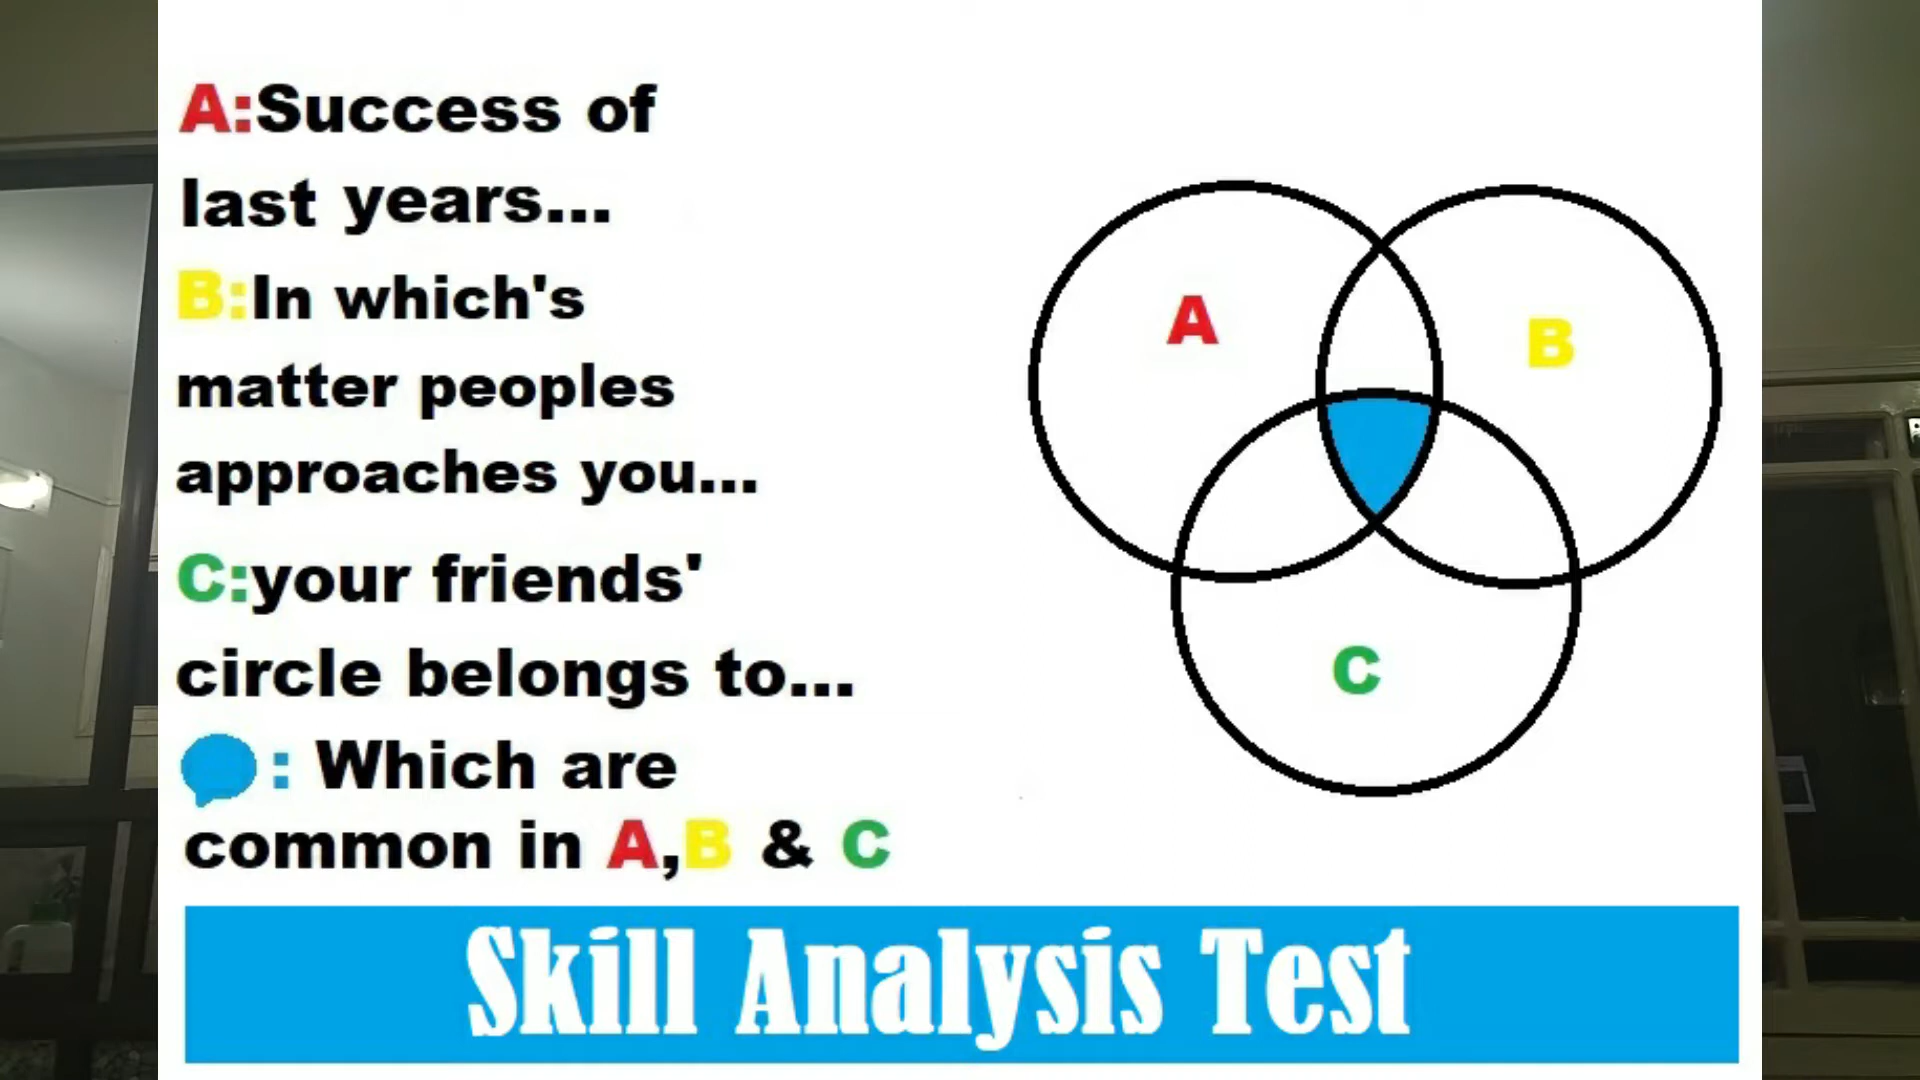 A:Success of
last years...
B:In which's
matter peoples
approaches you...
C:your friends'
circle belongs to...
: Which are
common in A,B & C
A
B
C
Skill Analysis Test